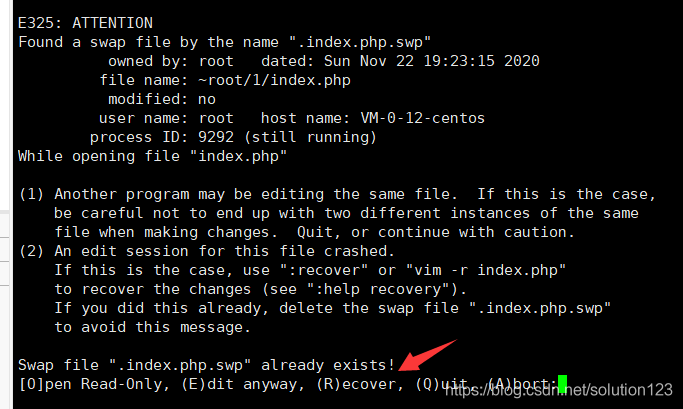 E325: ATTENTION
Found a swap file by the name ".index.php.swp"
          owned by: root   dated: Sun Nov 22 19:23:15 2020
         file name: ~root/1/index.php
          modified: no
         user name: root   host name: VM-0-12-centos
        process ID: 9292 (still running)
While opening file "index.php"

(1) Another program may be editing the same file.  If this is the case,
    be careful not to end up with two different instances of the same
    file when making changes.  Quit, or continue with caution.
(2) An edit session for this file crashed.
    If this is the case, use ":recover" or "vim -r index.php"
    to recover the changes (see ":help recovery").
    If you did this already, delete the swap file ".index.php.swp"
    to avoid this message.

Swap file ".index.php.swp" already exists!
[O]pen Read-Only, (E)dit anyway, (R)ecover, (Q)uit, (A)bort:
https://blog.csdn.net/solution123